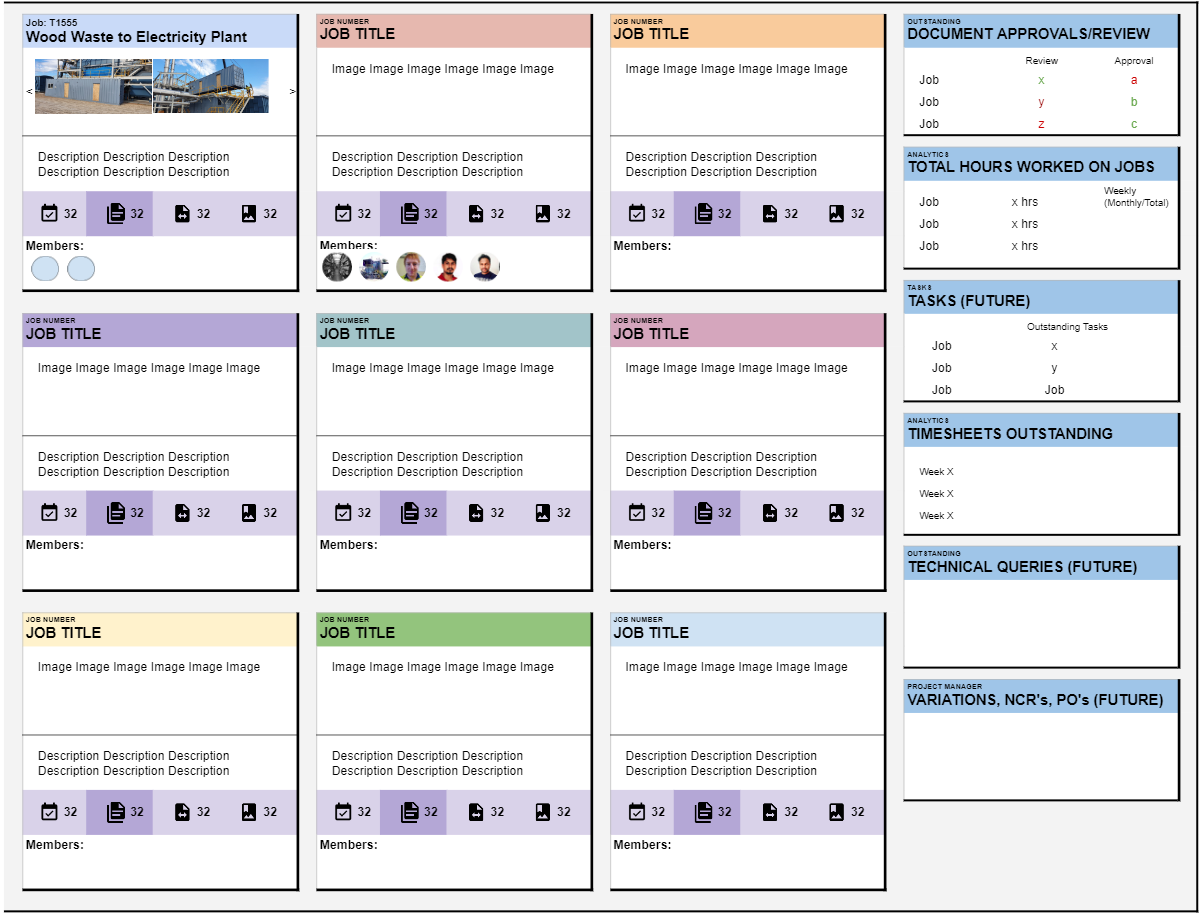 Job: T1555
Wood Waste to Electricity Plant
< >
Description Description Description
Description Description Description
32 32 32 32
Members:
JOB NUMBER
JOB TITLE
Image Image Image Image Image Image
Description Description Description
Description Description Description
32 32 32 32
Members:
JOB NUMBER
JOB TITLE
Image Image Image Image Image Image
Description Description Description
Description Description Description
32 32 32 32
Members:
JOB NUMBER
JOB TITLE
Image Image Image Image Image Image
Description Description Description
Description Description Description
32 32 32 32
Members:
JOB NUMBER
JOB TITLE
Image Image Image Image Image Image
Description Description Description
Description Description Description
32 32 32 32
Members:
JOB NUMBER
JOB TITLE
Image Image Image Image Image Image
Description Description Description
Description Description Description
32 32 32 32
Members:
JOB NUMBER
JOB TITLE
Image Image Image Image Image Image
Description Description Description
Description Description Description
32 32 32 32
Members:
JOB NUMBER
JOB TITLE
Image Image Image Image Image Image
Description Description Description
Description Description Description
32 32 32 32
Members:
JOB NUMBER
JOB TITLE
Image Image Image Image Image Image
Description Description Description
Description Description Description
32 32 32 32
Members:
OUTSTANDING
DOCUMENT APPROVALS/REVIEW
Review Approval
Job x a
Job y b
Job z c
ANALYTICS
TOTAL HOURS WORKED ON JOBS
Weekly
(Monthly/Total)
Job x hrs
Job x hrs
Job x hrs
TASKS
TASKS (FUTURE)
Outstanding Tasks
Job x
Job y
Job Job
ANALYTICS
TIMESHEETS OUTSTANDING
Week X
Week X
Week X
OUTSTANDING
TECHNICAL QUERIES (FUTURE)
PROJECT MANAGER
VARIATIONS, NCR's, PO's (FUTURE)